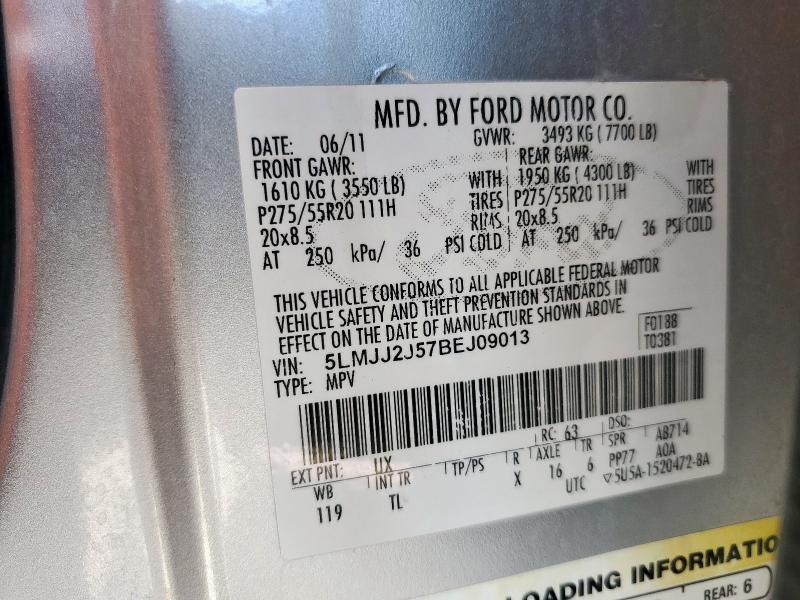 MFD. BY FORD MOTOR CO.
DATE: 06/11 GVWR: 3493 KG ( 7700 LB)
FRONT GAWR: REAR GAWR:
1610 KG ( 3550 LB) WITH 1950 KG ( 4300 LB) WITH
P275/55R20 111H TIRES P275/55R20 111H TIRES
20x8.5 RIMS 20x8.5 RIMS
AT 250 kPa/ 36 PSI COLD AT 250 kPa/ 36 PSI COLD
THIS VEHICLE CONFORMS TO ALL APPLICABLE FEDERAL MOTOR
VEHICLE SAFETY AND THEFT PREVENTION STANDARDS IN
EFFECT ON THE DATE OF MANUFACTURE SHOWN ABOVE.
VIN: 5LMJJ2J57BEJ09013 F0188
TYPE: MPV T0381
EXT PNT: UX RC: 63 DSO:
WB INT TR TP/PS R AXLE TR SPR AB714
119 TL X 16 6 PP77 A0A
UTC ▽5U5A-1520472-BA
LOADING INFORMATIO
REAR: 6